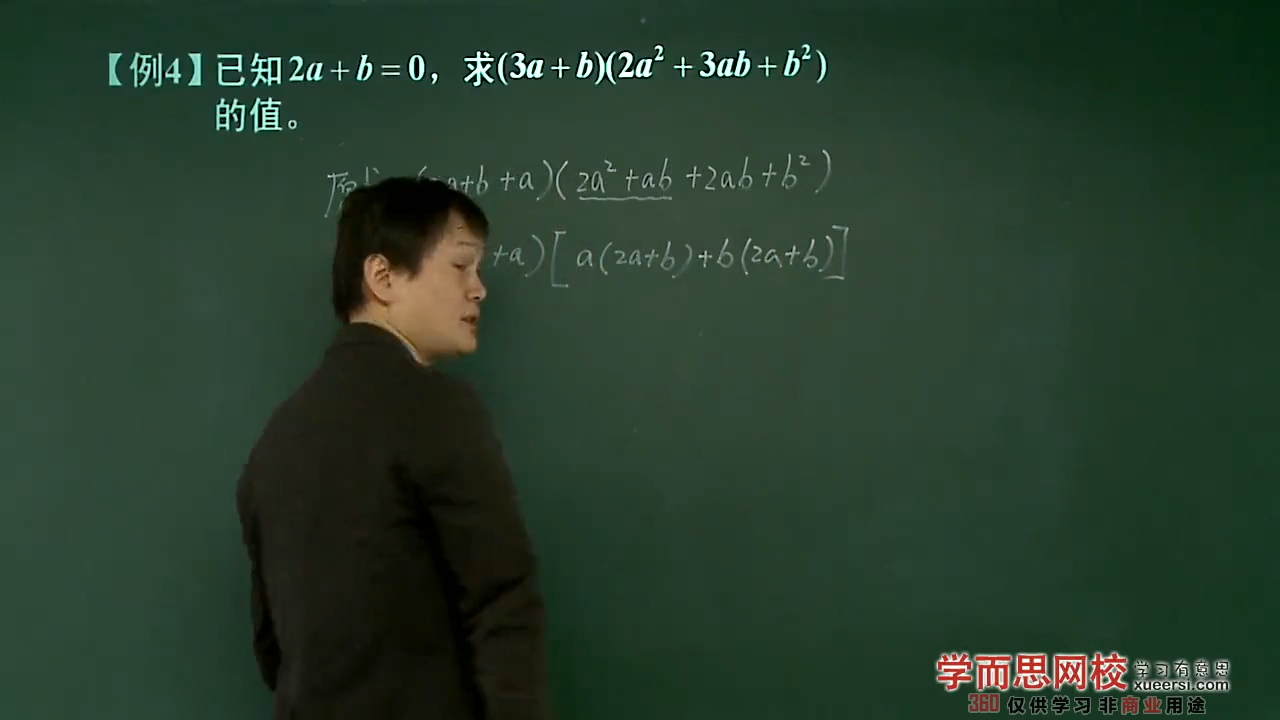 【例4】已知2a+b=0，求(3a+b)(2a²+3ab+b²)
的值。
a+b+a)(2a²+ab+2ab+b²)
+a)[a(2a+b)+b(2a+b)]
学而思网校 学习有意思
xueersi.com
360 仅供学习 非商业用途